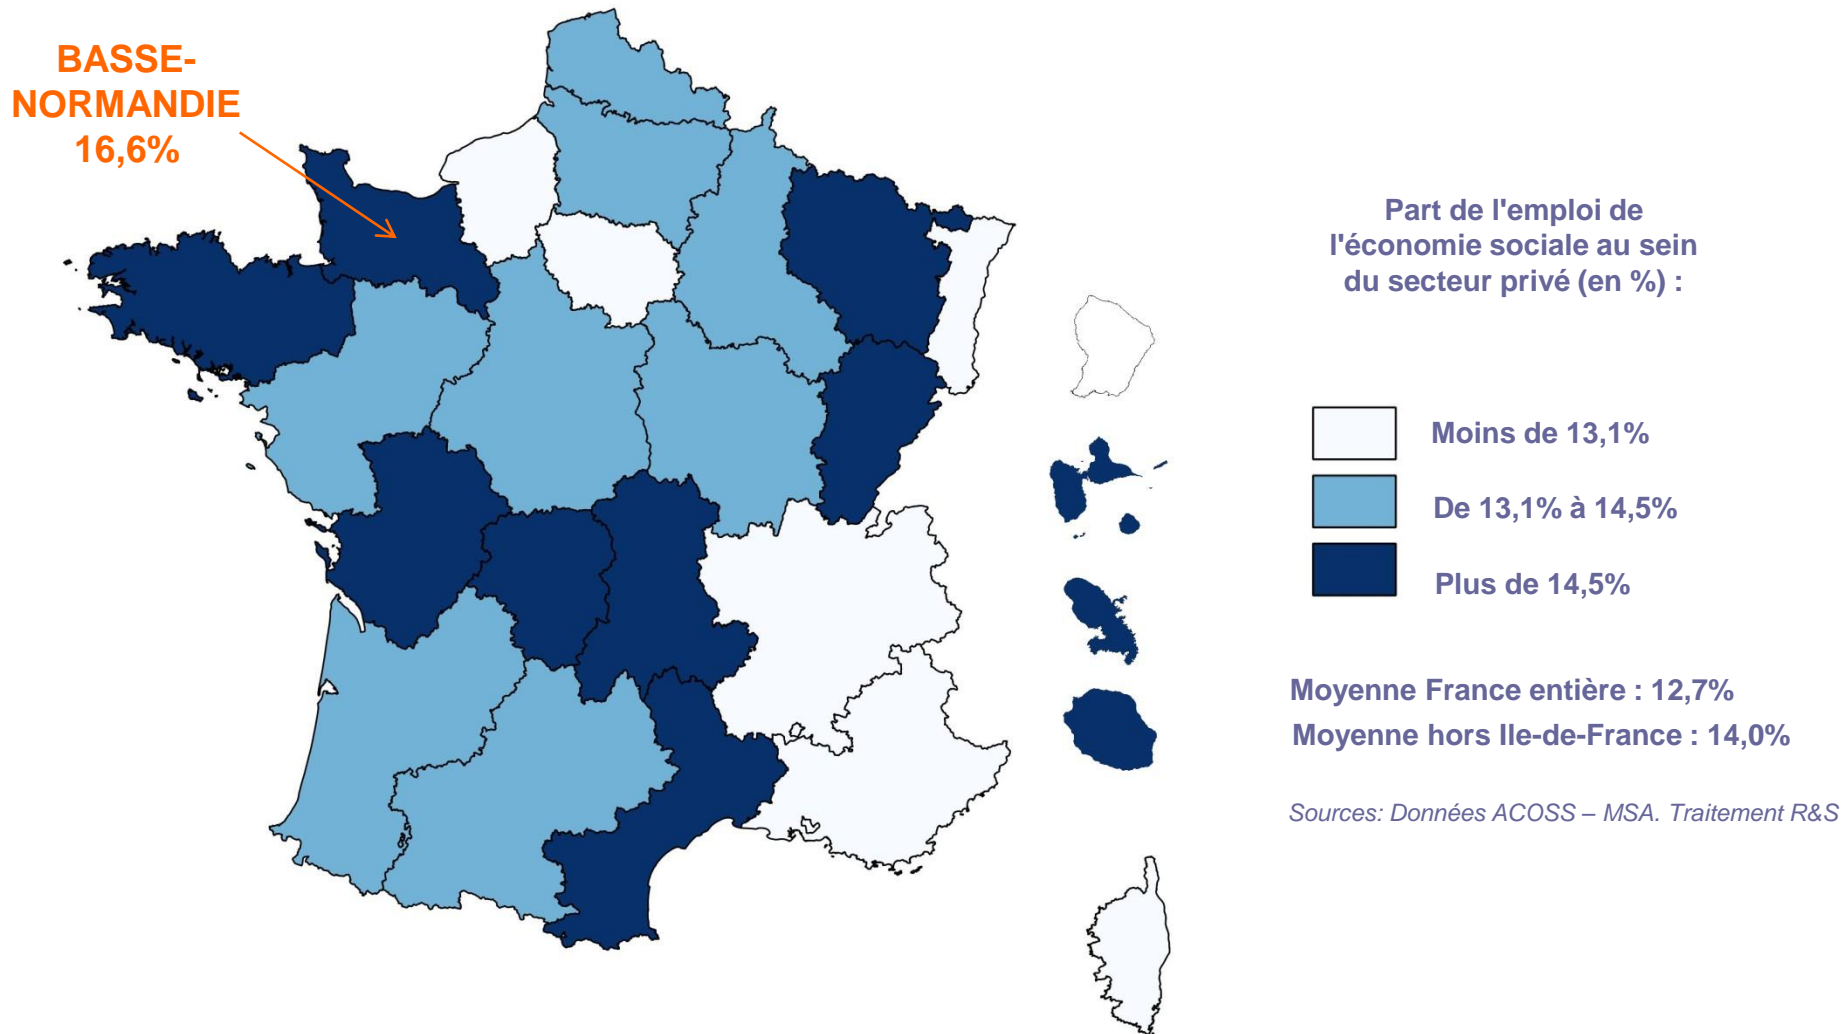 BASSE-
NORMANDIE
16,6%
Part de l'emploi de
l'économie sociale au sein
du secteur privé (en %) :
Moins de 13,1%
De 13,1% à 14,5%
Plus de 14,5%
Moyenne France entière : 12,7%
Moyenne hors Ile-de-France : 14,0%
Sources: Données ACOSS – MSA. Traitement R&S